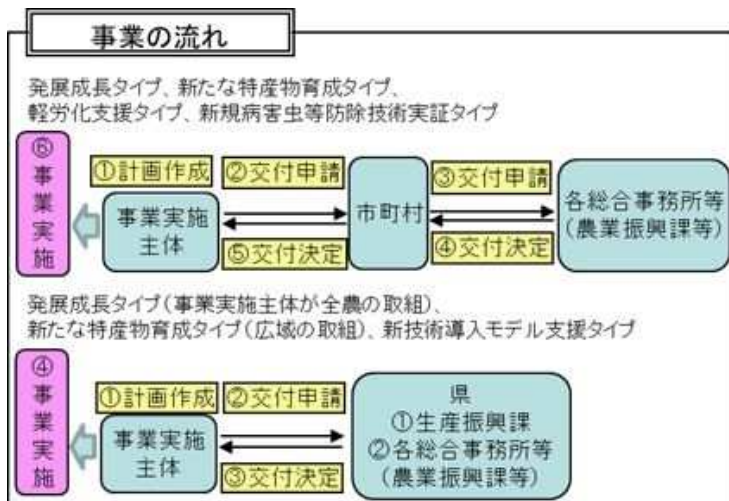 事業の流れ
発展成長タイプ、新たな特産物育成タイプ、
軽労化支援タイプ、新規病害虫等防除技術実証タイプ
⑥事業実施
①計画作成
②交付申請
③交付申請
事業実施
主体
市町村
各総合事務所等
(農業振興課等)
⑤交付決定
④交付決定
発展成長タイプ(事業実施主体が全農の取組)、
新たな特産物育成タイプ(広域の取組)、新技術導入モデル支援タイプ
④事業実施
①計画作成
②交付申請
事業実施
主体
県
①生産振興課
②各総合事務所等
(農業振興課等)
③交付決定